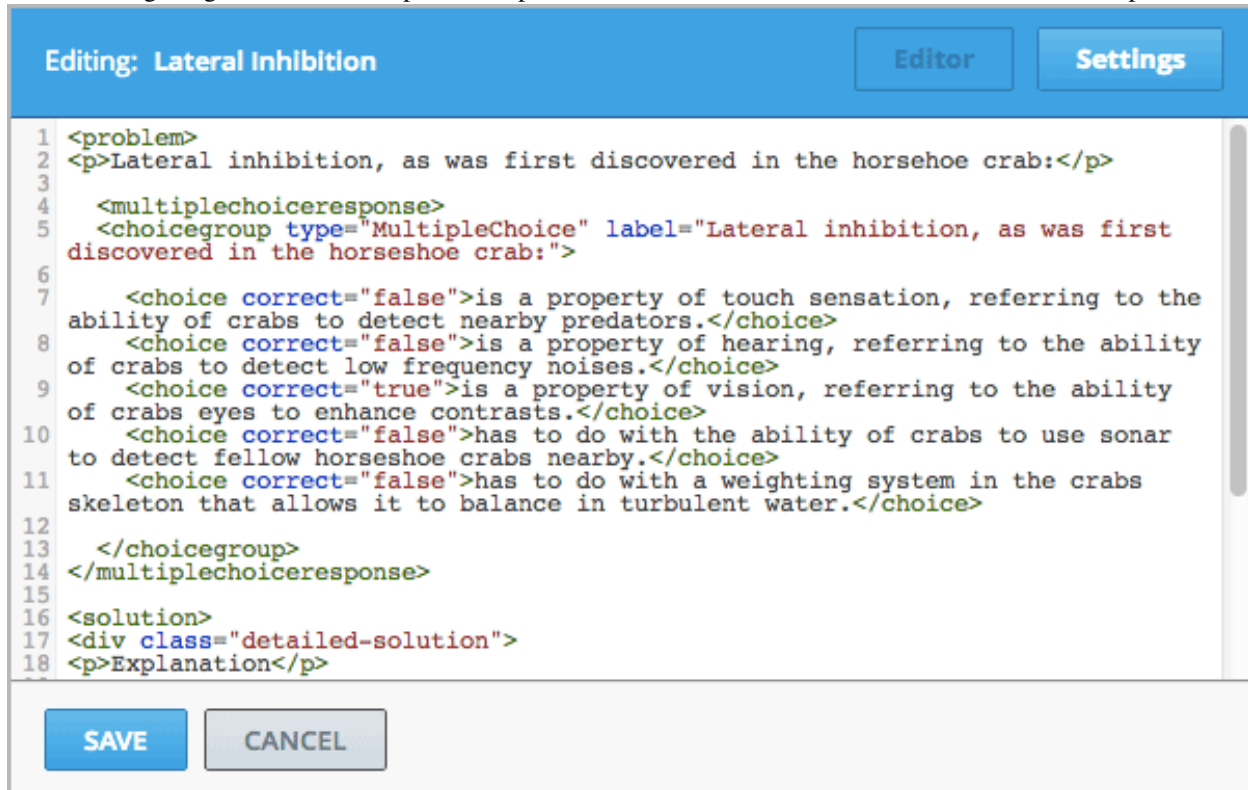 Editing: Lateral Inhibition
Editor
Settings
1 <problem>
2 <p>Lateral inhibition, as was first discovered in the horsehoe crab:</p>
3
4 <multiplechoiceresponse>
5 <choicegroup type="MultipleChoice" label="Lateral inhibition, as was first
discovered in the horseshoe crab:">
6
7 <choice correct="false">is a property of touch sensation, referring to the
ability of crabs to detect nearby predators.</choice>
8 <choice correct="false">is a property of hearing, referring to the ability
of crabs to detect low frequency noises.</choice>
9 <choice correct="true">is a property of vision, referring to the ability
of crabs eyes to enhance contrasts.</choice>
10 <choice correct="false">has to do with the ability of crabs to use sonar
to detect fellow horseshoe crabs nearby.</choice>
11 <choice correct="false">has to do with a weighting system in the crabs
skeleton that allows it to balance in turbulent water.</choice>
12
13 </choicegroup>
14 </multiplechoiceresponse>
15
16 <solution>
17 <div class="detailed-solution">
18 <p>Explanation</p>
SAVE
CANCEL